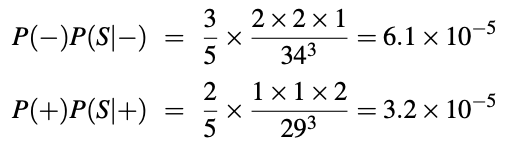 P(−)P(S|−) = 3/5 × (2 × 2 × 1)/34³ = 6.1 × 10⁻⁵
P(+)P(S|+) = 2/5 × (1 × 1 × 2)/29³ = 3.2 × 10⁻⁵